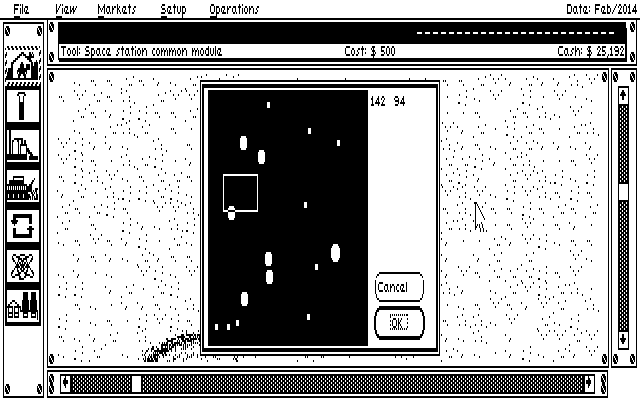 File View Markets Setup Operations Date: Feb/2014
Tool: Space station common module Cost: $ 500 Cash: $ 25,192
142 94
Cancel
OK